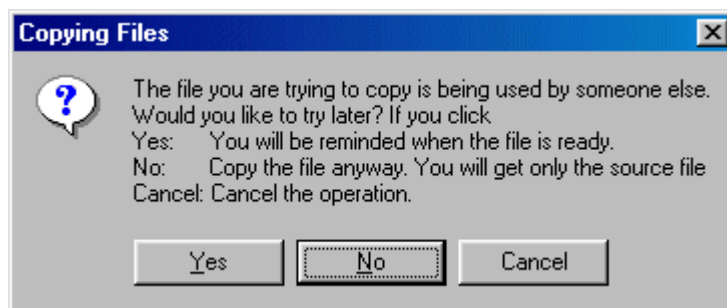 Copying Files
?
The file you are trying to copy is being used by someone else.
Would you like to try later? If you click
Yes: You will be reminded when the file is ready.
No: Copy the file anyway. You will get only the source file
Cancel: Cancel the operation.
Yes No Cancel